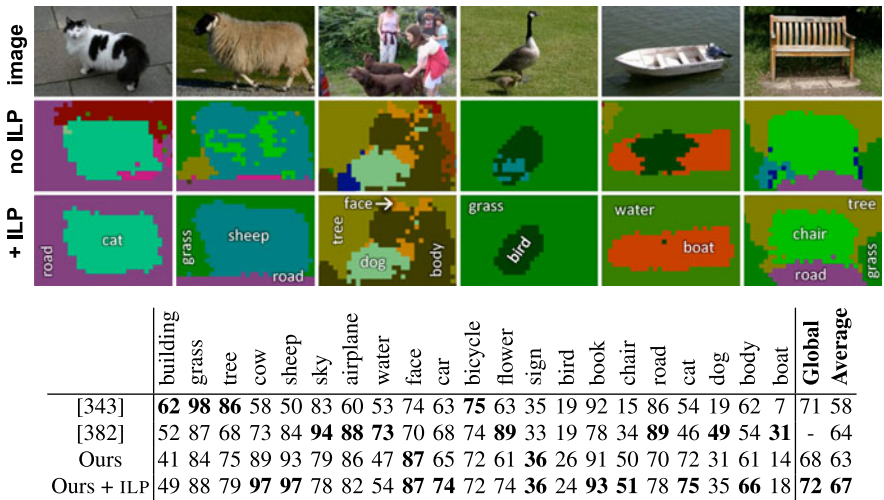 image
no ILP
+ ILP
road
cat
grass
sheep
road
face →
tree
dog
body
grass
bird
water
boat
tree
chair
road
grass
building grass tree cow sheep sky airplane water face car bicycle flower sign bird book chair road cat dog body boat Global Average
[343] 62 98 86 58 50 83 60 53 74 63 75 63 35 19 92 15 86 54 19 62 7 71 58
[382] 52 87 68 73 84 94 88 73 70 68 74 89 33 19 78 34 89 46 49 54 31 - 64
Ours 41 84 75 89 93 79 86 47 87 65 72 61 36 26 91 50 70 72 31 61 14 68 63
Ours + ILP 49 88 79 97 97 78 82 54 87 74 72 74 36 24 93 51 78 75 35 66 18 72 67